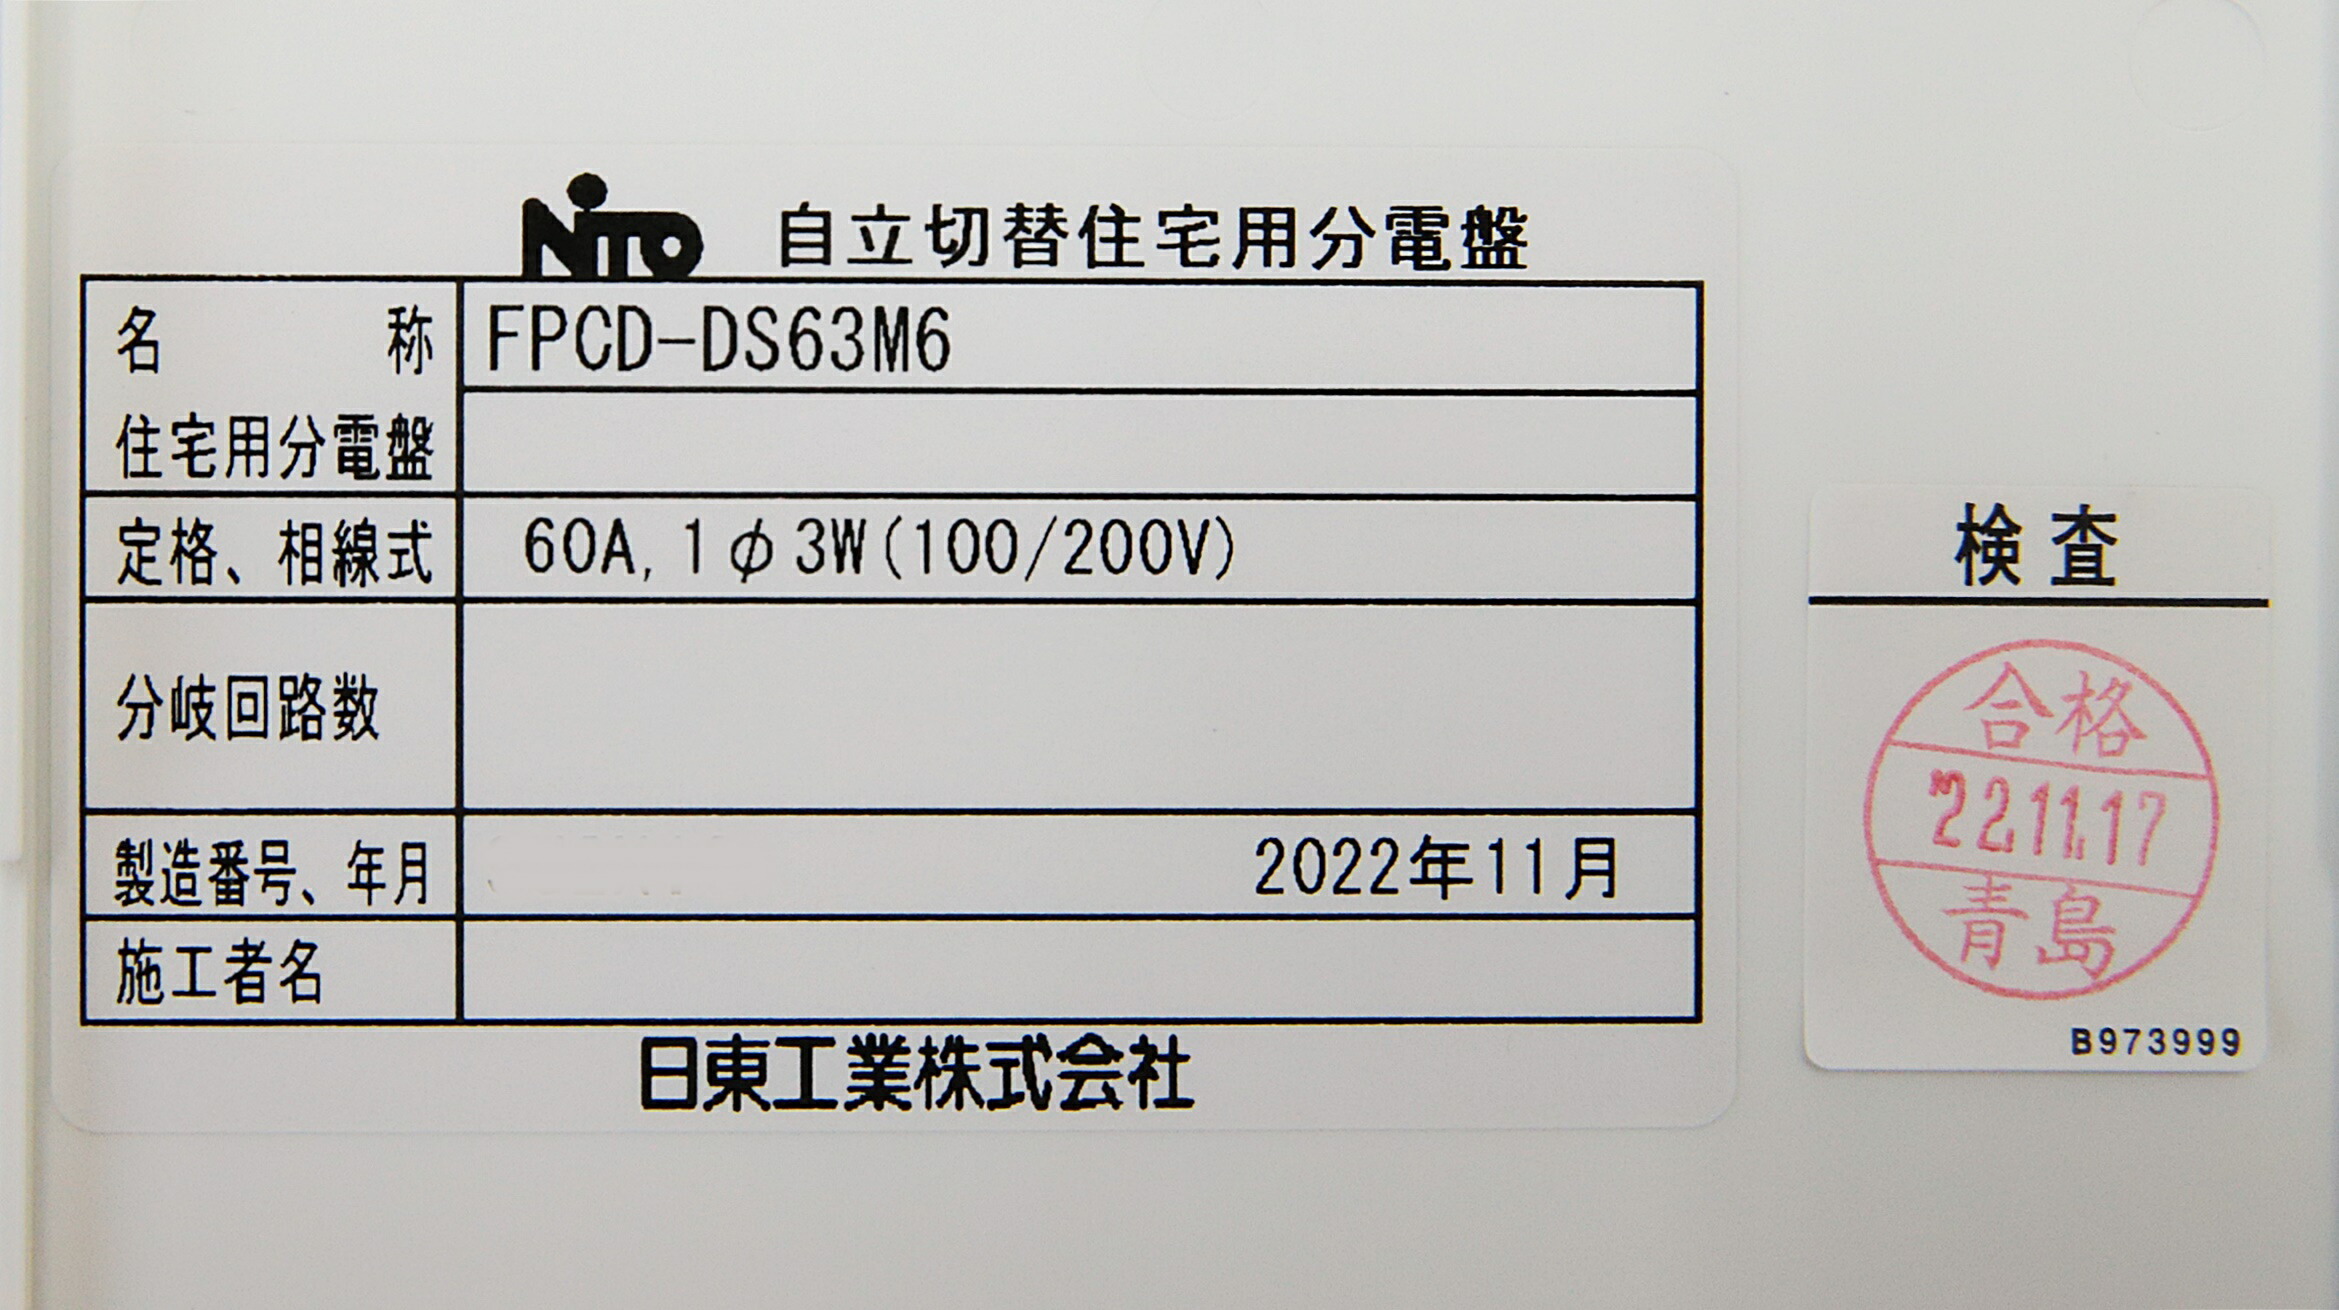 NITO 自立切替住宅用分電盤
名 称 FPCD-DS63M6
住宅用分電盤
定格、相線式 60A, 1φ3W(100/200V)
分岐回路数
製造番号、年月 2022年11月
施工者名
日東工業株式会社
検査
合格
'22.11.17
青島
B973999